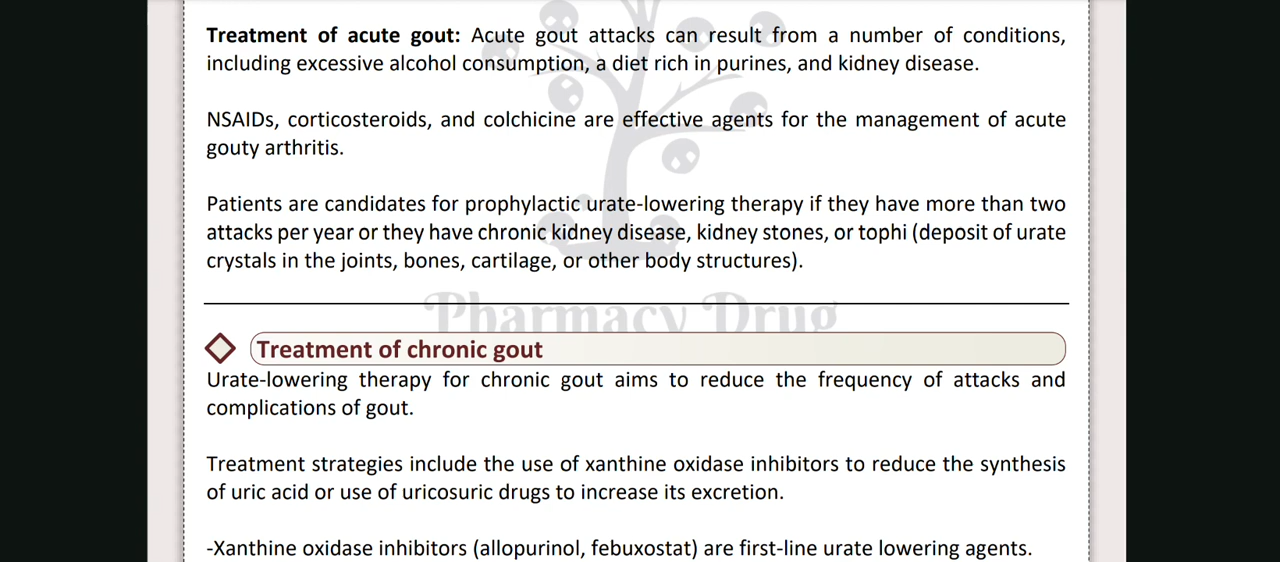 Treatment of acute gout: Acute gout attacks can result from a number of conditions,
including excessive alcohol consumption, a diet rich in purines, and kidney disease.
NSAIDs, corticosteroids, and colchicine are effective agents for the management of acute
gouty arthritis.
Patients are candidates for prophylactic urate-lowering therapy if they have more than two
attacks per year or they have chronic kidney disease, kidney stones, or tophi (deposit of urate
crystals in the joints, bones, cartilage, or other body structures).
Pharmacy Drug
Treatment of chronic gout
Urate-lowering therapy for chronic gout aims to reduce the frequency of attacks and
complications of gout.
Treatment strategies include the use of xanthine oxidase inhibitors to reduce the synthesis
of uric acid or use of uricosuric drugs to increase its excretion.
-Xanthine oxidase inhibitors (allopurinol, febuxostat) are first-line urate lowering agents.